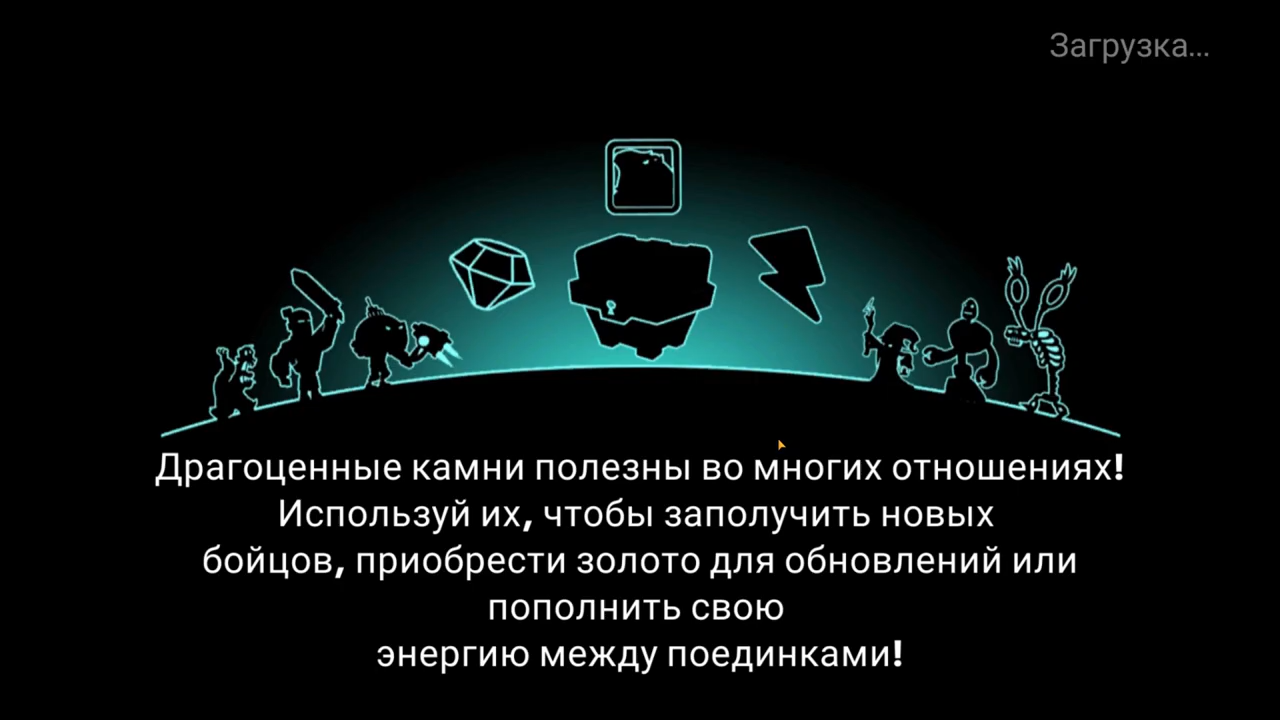 Загрузка...
Драгоценные камни полезны во многих отношениях!
Используй их, чтобы заполучить новых
бойцов, приобрести золото для обновлений или
пополнить свою
энергию между поединками!